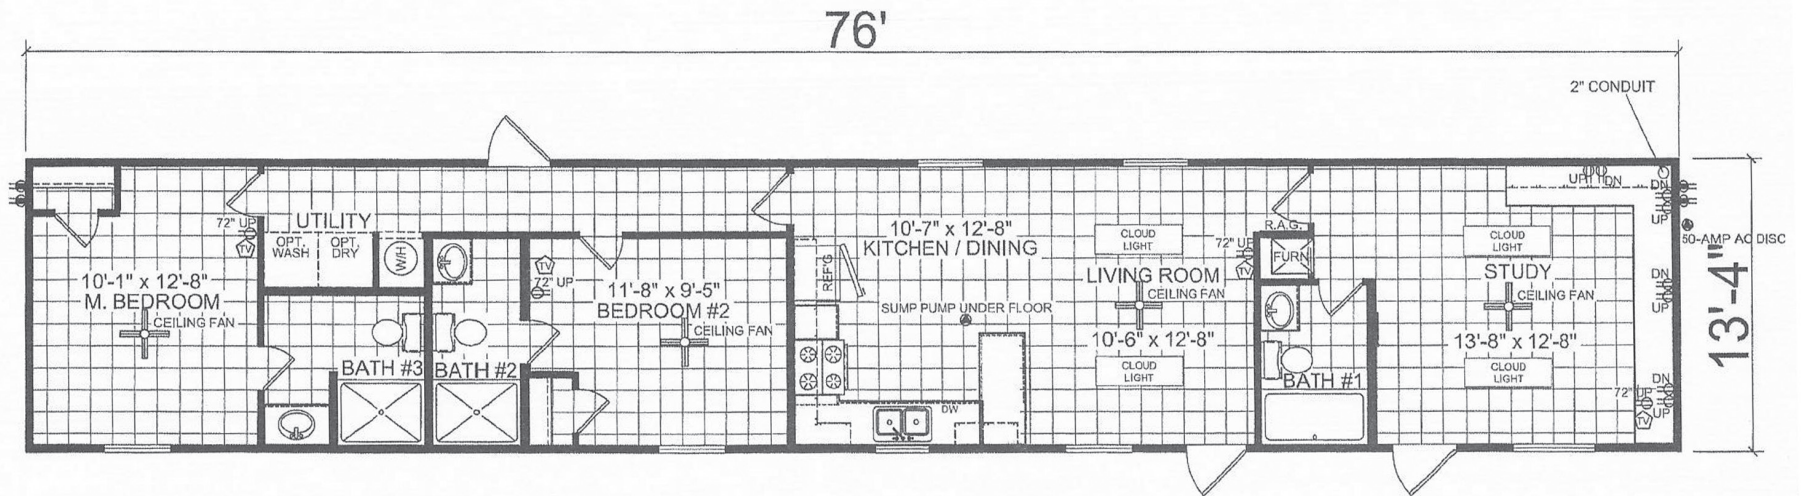 76'
2" CONDUIT
UP DN
DN
UP
UTILITY
72" UP
TV
OPT. WASH
OPT. DRY
W/H
10'-1" x 12'-8"
M. BEDROOM
CEILING FAN
BATH #3
BATH #2
TV
72" UP
11'-8" x 9'-5"
BEDROOM #2
CEILING FAN
10'-7" x 12'-8"
KITCHEN / DINING
REF'G
SUMP PUMP UNDER FLOOR
DW
CLOUD LIGHT
72" UP
TV
LIVING ROOM
CEILING FAN
10'-6" x 12'-8"
CLOUD LIGHT
R.A.G.
FURN
BATH #1
CLOUD LIGHT
STUDY
CEILING FAN
13'-8" x 12'-8"
CLOUD LIGHT
50-AMP AC DISC
DN
UP
DN
72" UP
UP
TV
13'-4"